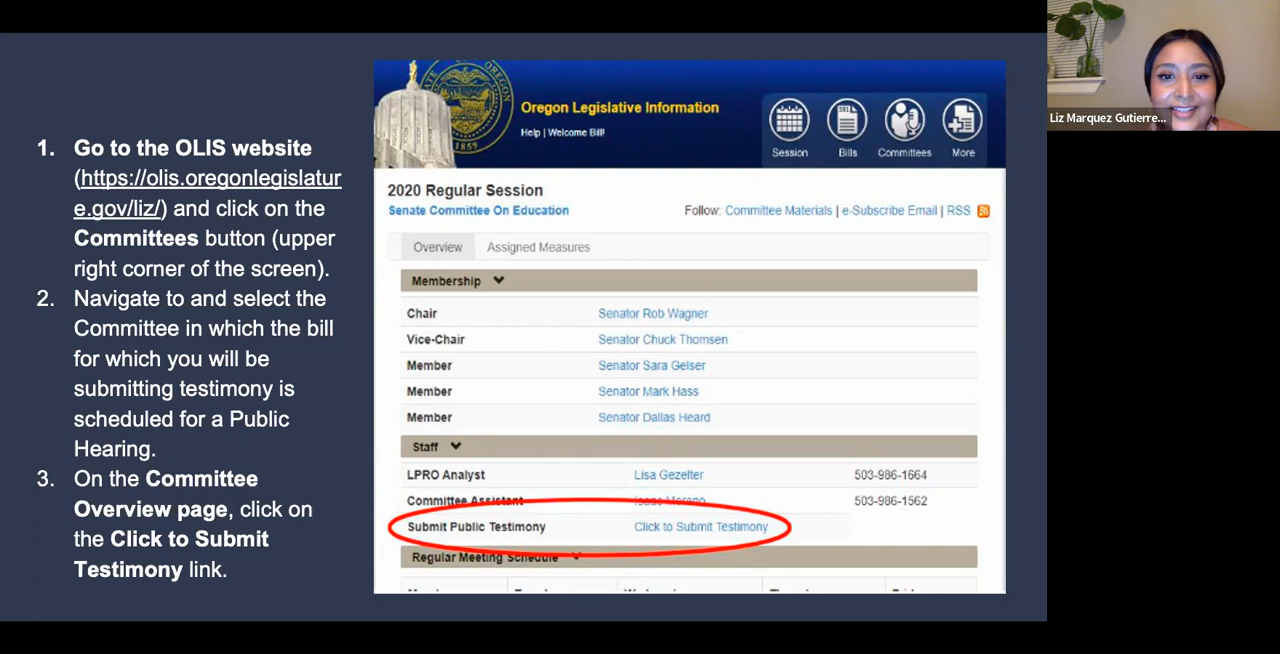 1. Go to the OLIS website
(https://olis.oregonlegislatur
e.gov/liz/) and click on the
Committees button (upper
right corner of the screen).
2. Navigate to and select the
Committee in which the bill
for which you will be
submitting testimony is
scheduled for a Public
Hearing.
3. On the Committee
Overview page, click on
the Click to Submit
Testimony link.
OREGON
1859
Oregon Legislative Information
Help | Welcome Bill!
Session Bills Committees More
2020 Regular Session
Senate Committee On Education
Follow: Committee Materials | e-Subscribe Email | RSS
Overview Assigned Measures
Membership
Chair Senator Rob Wagner
Vice-Chair Senator Chuck Thomsen
Member Senator Sara Gelser
Member Senator Mark Hass
Member Senator Dallas Heard
Staff
LPRO Analyst Lisa Gezelter 503-986-1664
Committee Assistant Isaac Moreno 503-986-1562
Submit Public Testimony Click to Submit Testimony
Regular Meeting Schedule
Liz Marquez Gutierre...